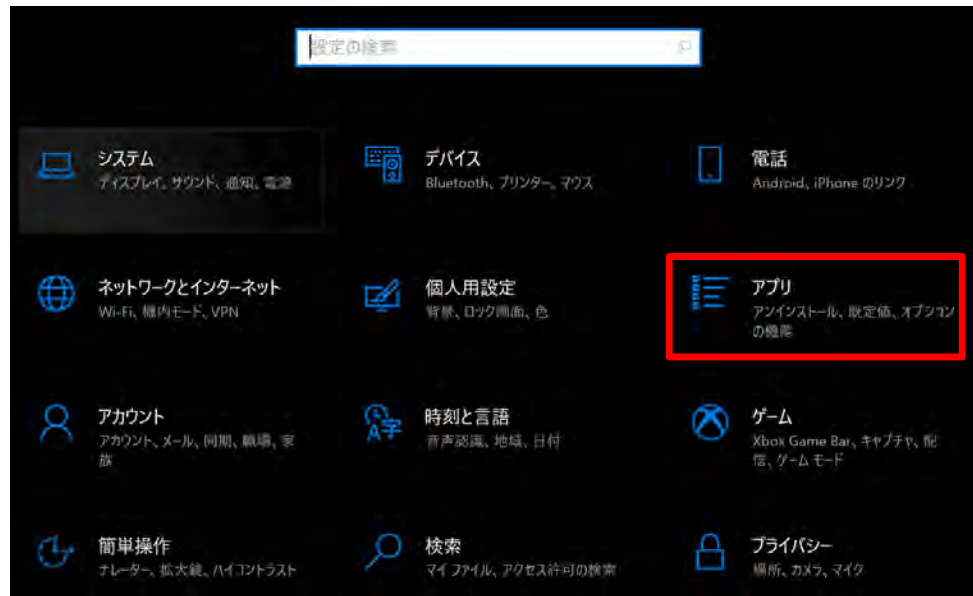 設定の検索
システム
ディスプレイ、サウンド、通知、電源
デバイス
Bluetooth、プリンター、マウス
電話
Android、iPhone のリンク
ネットワークとインターネット
Wi-Fi、機内モード、VPN
個人用設定
背景、ロック画面、色
アプリ
アンインストール、既定値、オプション
の機能
アカウント
アカウント、メール、同期、職場、家
族
時刻と言語
音声認識、地域、日付
ゲーム
Xbox Game Bar、キャプチャ、配
信、ゲーム モード
簡単操作
ナレーター、拡大鏡、ハイコントラスト
検索
マイ ファイル、アクセス許可の検索
プライバシー
場所、カメラ、マイク